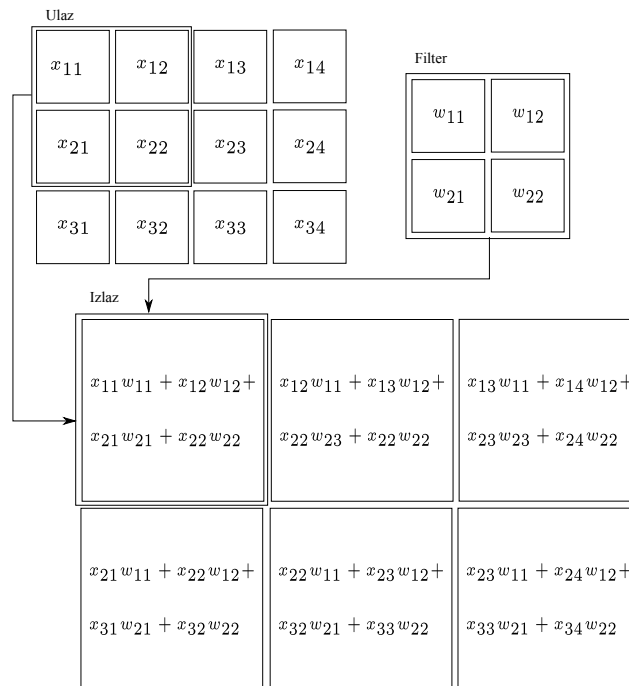 Ulaz
x11 x12 x13 x14
Filter
w11 w12
x21 x22 x23 x24
w21 w22
x31 x32 x33 x34
Izlaz
x11w11 + x12w12+ x12w11 + x13w12+ x13w11 + x14w12+
x21w21 + x22w22 x22w23 + x22w22 x23w23 + x24w22
x21w11 + x22w12+ x22w11 + x23w12+ x23w11 + x24w12+
x31w21 + x32w22 x32w21 + x33w22 x33w21 + x34w22